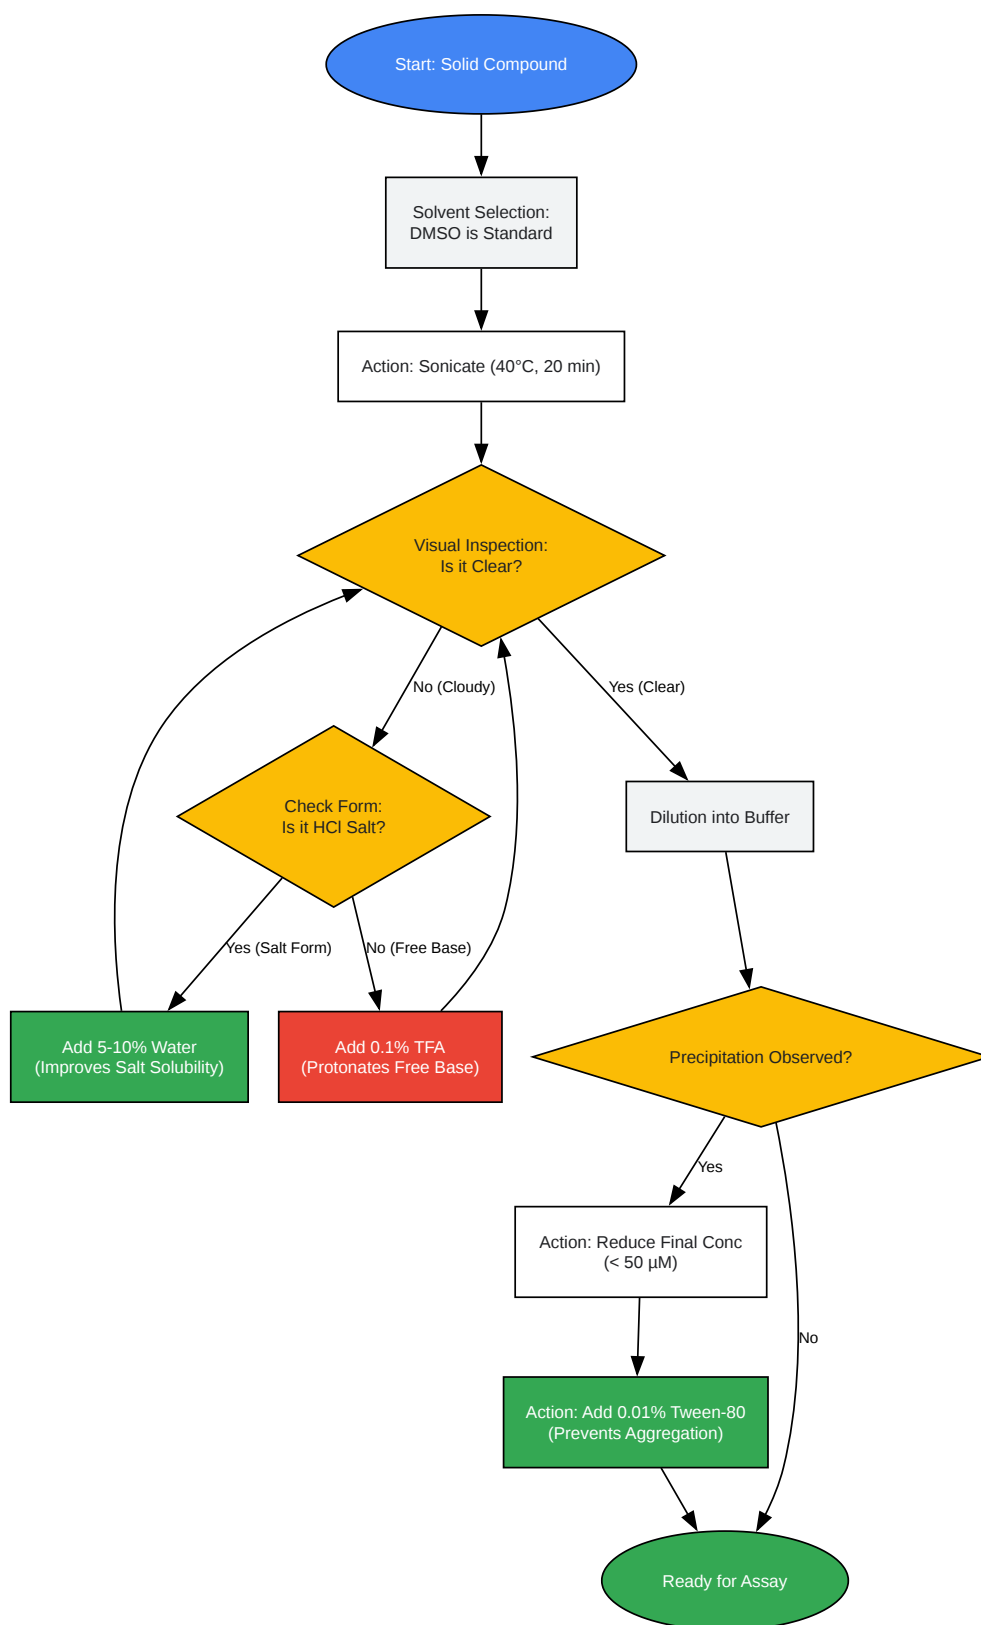 Start: Solid Compound
Solvent Selection:
DMSO is Standard
Action: Sonicate (40°C, 20 min)
Visual Inspection:
Is it Clear?
No (Cloudy)
Yes (Clear)
Check Form:
Is it HCl Salt?
Dilution into Buffer
Yes (Salt Form)
No (Free Base)
Add 5-10% Water
(Improves Salt Solubility)
Add 0.1% TFA
(Protonates Free Base)
Precipitation Observed?
Yes
Action: Reduce Final Conc
(< 50 µM)
No
Action: Add 0.01% Tween-80
(Prevents Aggregation)
Ready for Assay